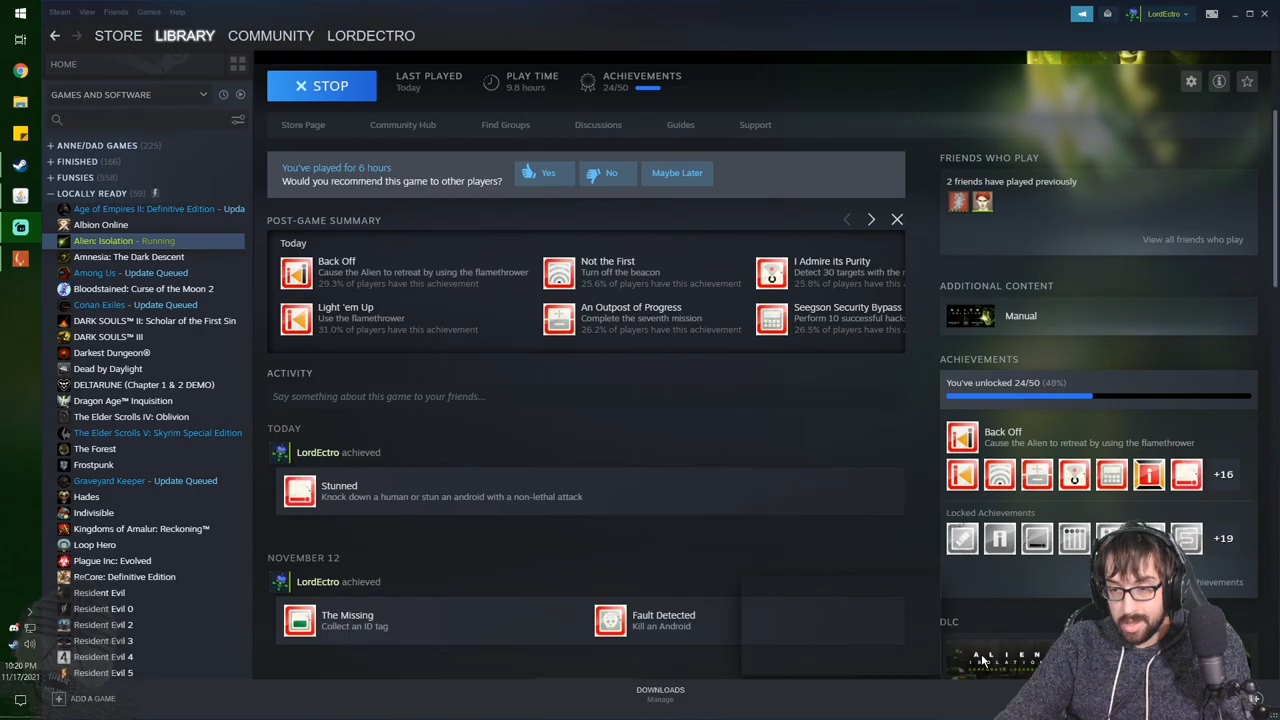 Steam View Friends Games Help
LordEctro
STORE LIBRARY COMMUNITY LORDECTRO
HOME
GAMES AND SOFTWARE
ANNE/DAD GAMES (225)
FINISHED (166)
FUNSIES (558)
LOCALLY READY (59)
Age of Empires II: Definitive Edition - Upda
Albion Online
Alien: Isolation - Running
Amnesia: The Dark Descent
Among Us - Update Queued
Bloodstained: Curse of the Moon 2
Conan Exiles - Update Queued
DARK SOULS™ II: Scholar of the First Sin
DARK SOULS™ III
Darkest Dungeon®
Dead by Daylight
DELTARUNE (Chapter 1 & 2 DEMO)
Dragon Age™ Inquisition
The Elder Scrolls IV: Oblivion
The Elder Scrolls V: Skyrim Special Edition
The Forest
Frostpunk
Graveyard Keeper - Update Queued
Hades
Indivisible
Kingdoms of Amalur: Reckoning™
Loop Hero
Plague Inc: Evolved
ReCore: Definitive Edition
Resident Evil
Resident Evil 0
Resident Evil 2
Resident Evil 3
Resident Evil 4
Resident Evil 5
ADD A GAME
10:20 PM
11/17/2021
STOP
LAST PLAYED
Today
PLAY TIME
9.8 hours
ACHIEVEMENTS
24/50
Store Page Community Hub Find Groups Discussions Guides Support
You've played for 6 hours
Would you recommend this game to other players?
Yes No Maybe Later
POST-GAME SUMMARY
Today
Back Off
Cause the Alien to retreat by using the flamethrower
29.3% of players have this achievement
Not the First
Turn off the beacon
25.6% of players have this achievement
I Admire its Purity
Detect 30 targets with the
25.8% of players have this
Light 'em Up
Use the flamethrower
31.0% of players have this achievement
An Outpost of Progress
Complete the seventh mission
26.2% of players have this achievement
Seegson Security Bypass
Perform 10 successful hack
26.5% of players have this
ACTIVITY
Say something about this game to your friends...
TODAY
LordEctro achieved
Stunned
Knock down a human or stun an android with a non-lethal attack
NOVEMBER 12
LordEctro achieved
The Missing
Collect an ID tag
Fault Detected
Kill an Android
DOWNLOADS
Manage
FRIENDS WHO PLAY
2 friends have played previously
View all friends who play
ADDITIONAL CONTENT
Manual
ACHIEVEMENTS
You've unlocked 24/50 (48%)
Back Off
Cause the Alien to retreat by using the flamethrower
+16
Locked Achievements
+19
Achievements
DLC
ALIEN
ISOLATION